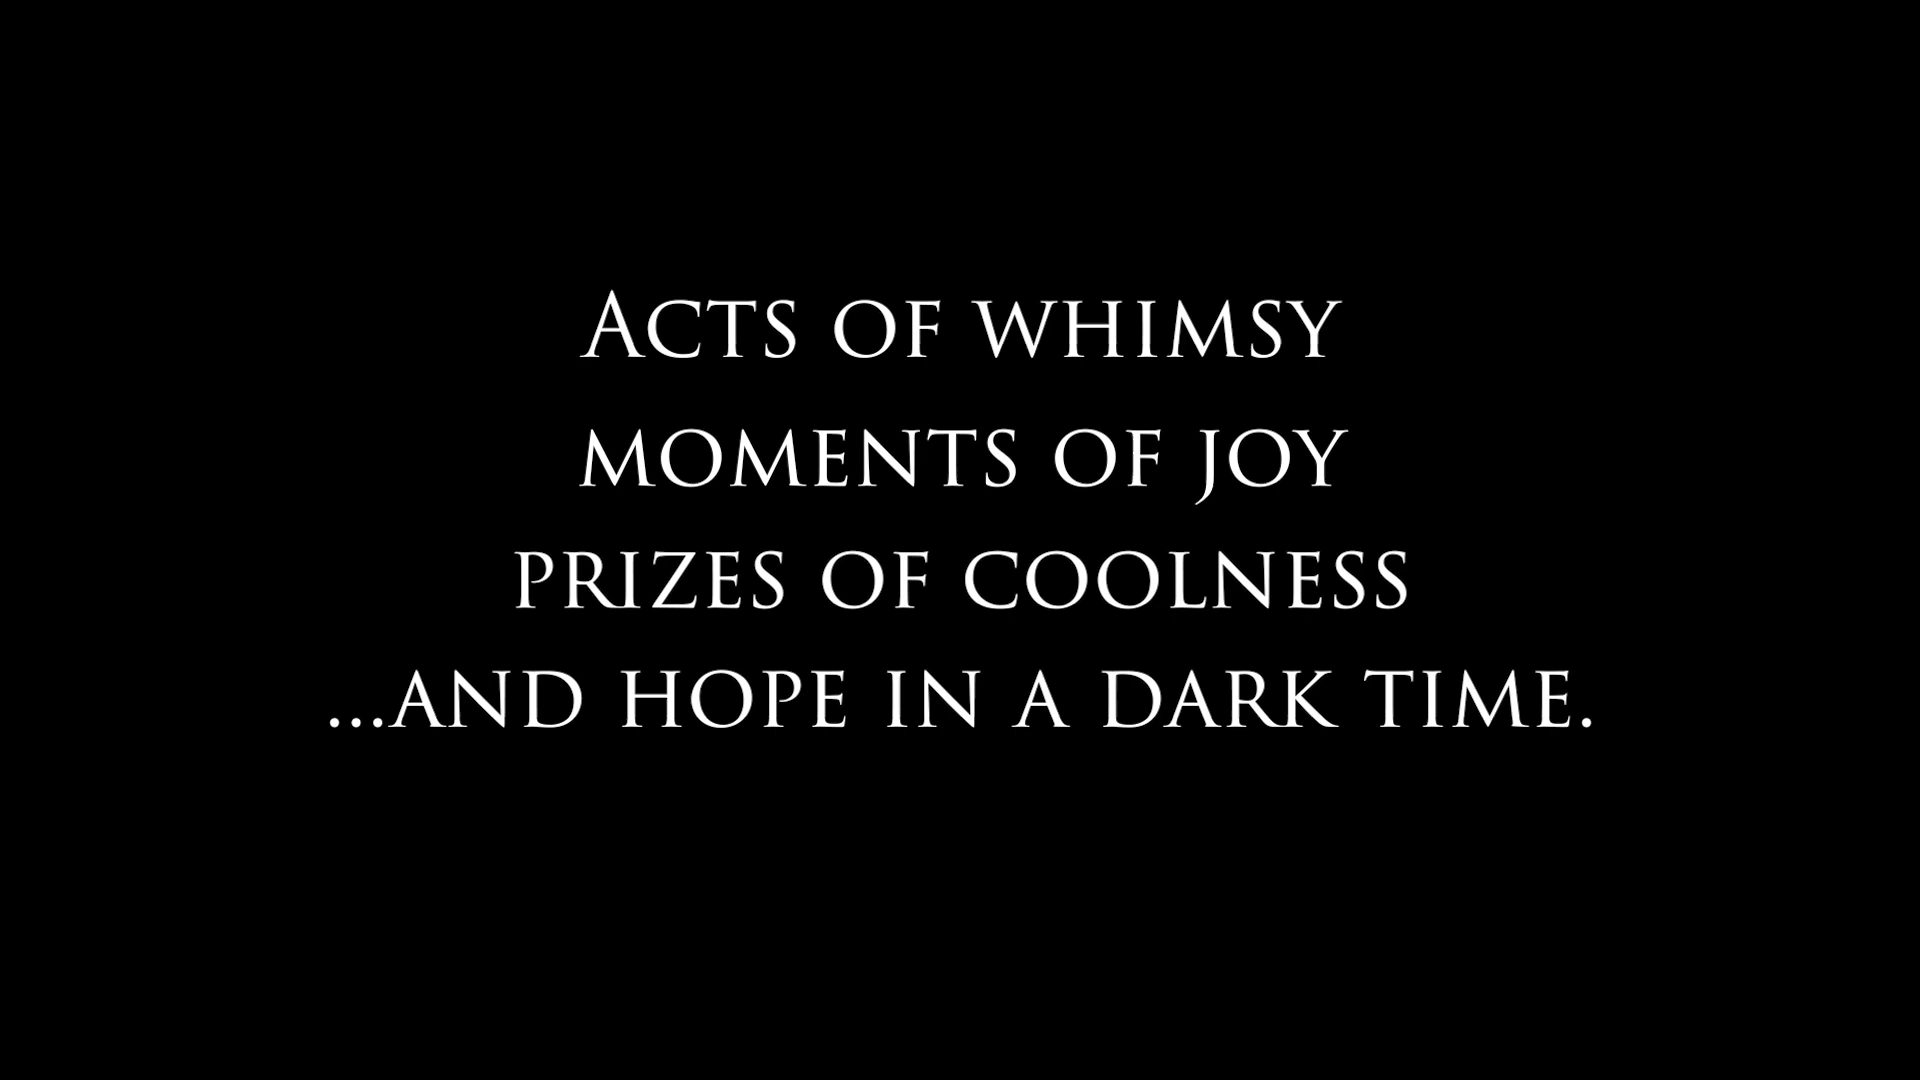 Acts of whimsy
moments of joy
prizes of coolness
...and hope in a dark time.